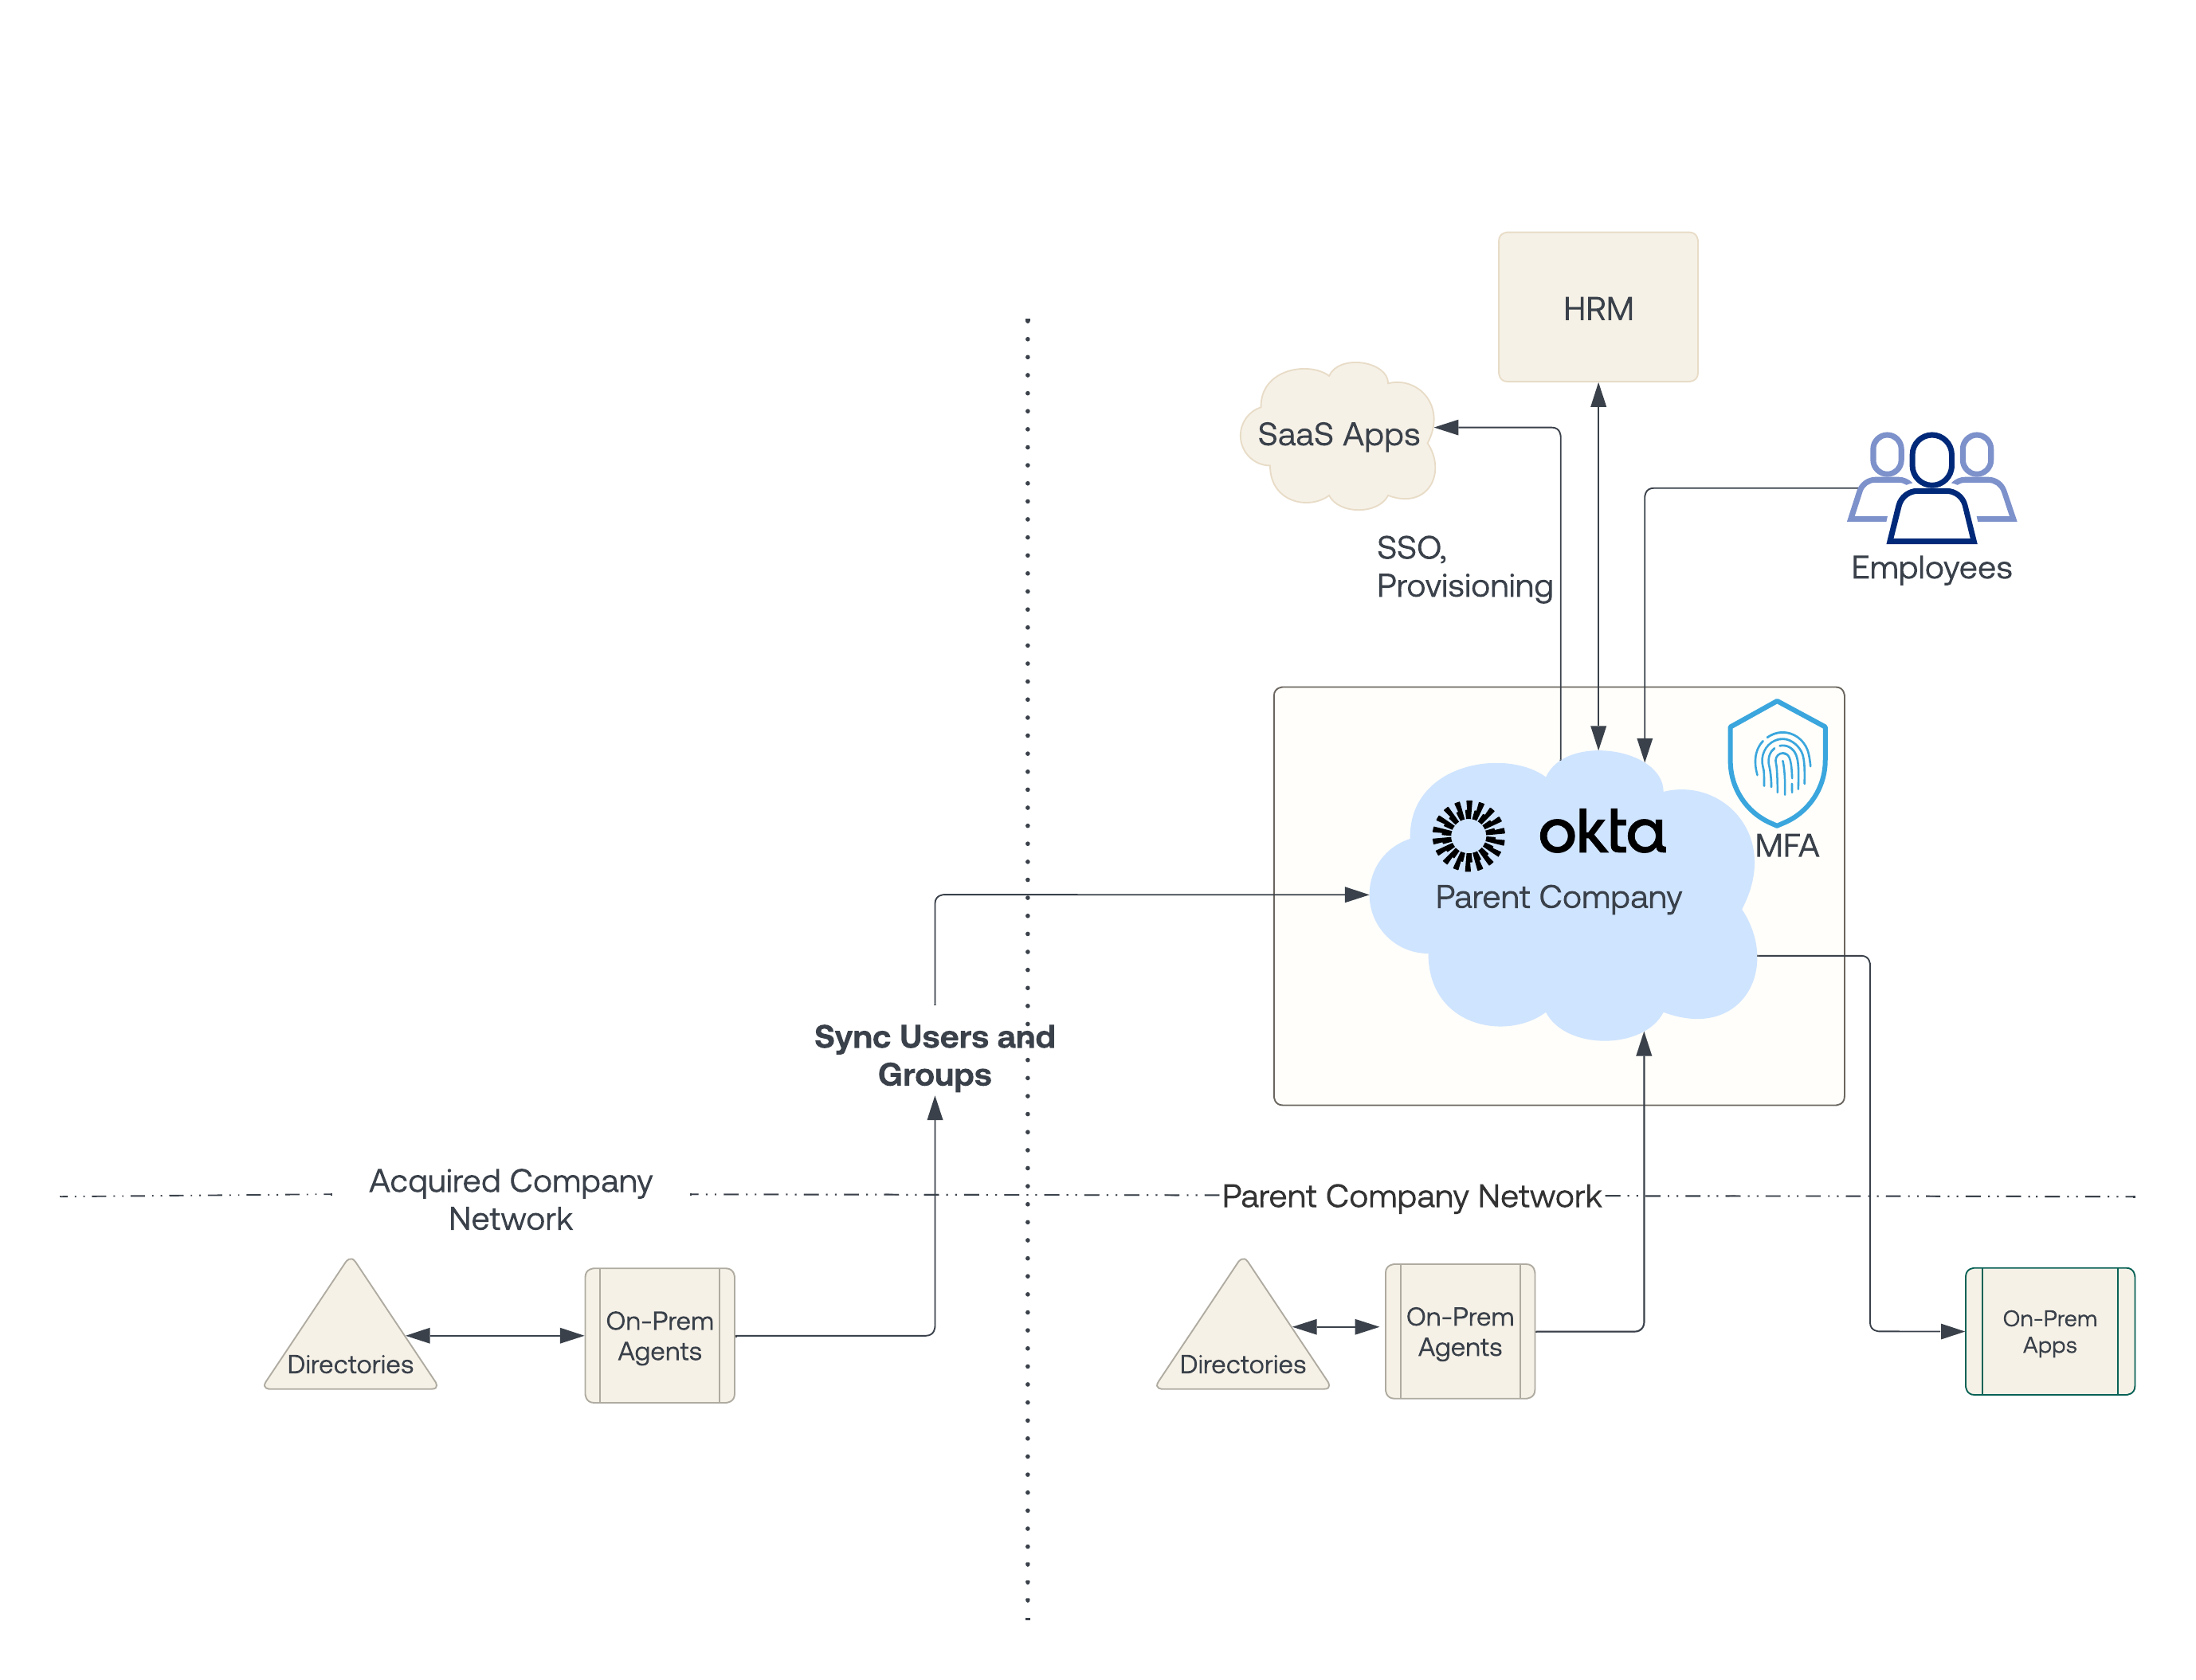 HRM
SaaS Apps
SSO,
Provisioning
Employees
MFA
okta
Parent Company
Sync Users and
Groups
Acquired Company
Network
Parent Company Network
Directories
On-Prem
Agents
Directories
On-Prem
Agents
On-Prem
Apps